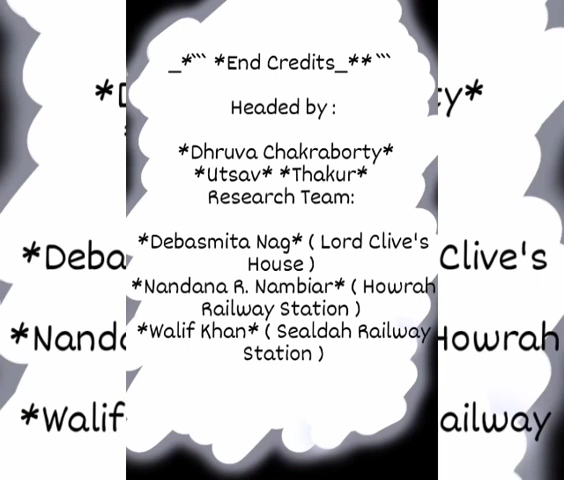 _*``` *End Credits_**```
Headed by :
*Dhruva Chakraborty*
*Utsav* *Thakur*
Research Team:
*Debasmita Nag* ( Lord Clive's
House )
*Nandana R. Nambiar* ( Howrah
Railway Station )
*Walif Khan* ( Sealdah Railway
Station )